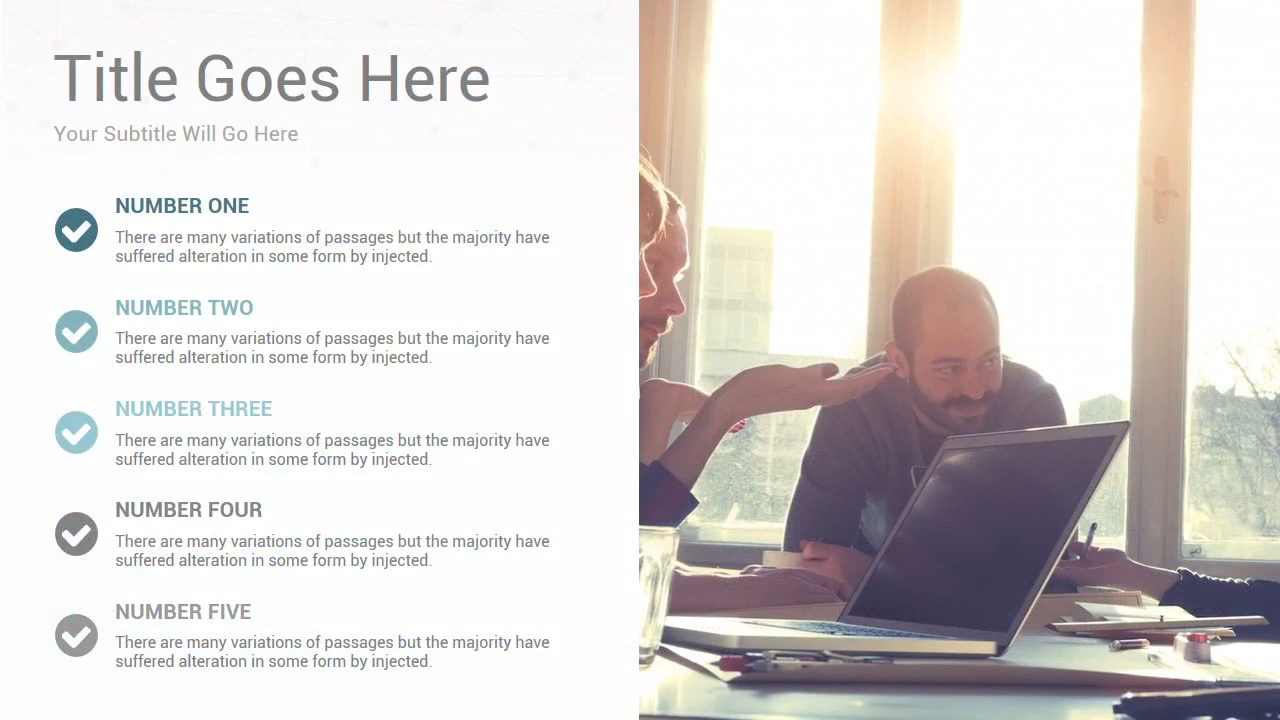 Title Goes Here
Your Subtitle Will Go Here
NUMBER ONE
There are many variations of passages but the majority have
suffered alteration in some form by injected.
NUMBER TWO
There are many variations of passages but the majority have
suffered alteration in some form by injected.
NUMBER THREE
There are many variations of passages but the majority have
suffered alteration in some form by injected.
NUMBER FOUR
There are many variations of passages but the majority have
suffered alteration in some form by injected.
NUMBER FIVE
There are many variations of passages but the majority have
suffered alteration in some form by injected.